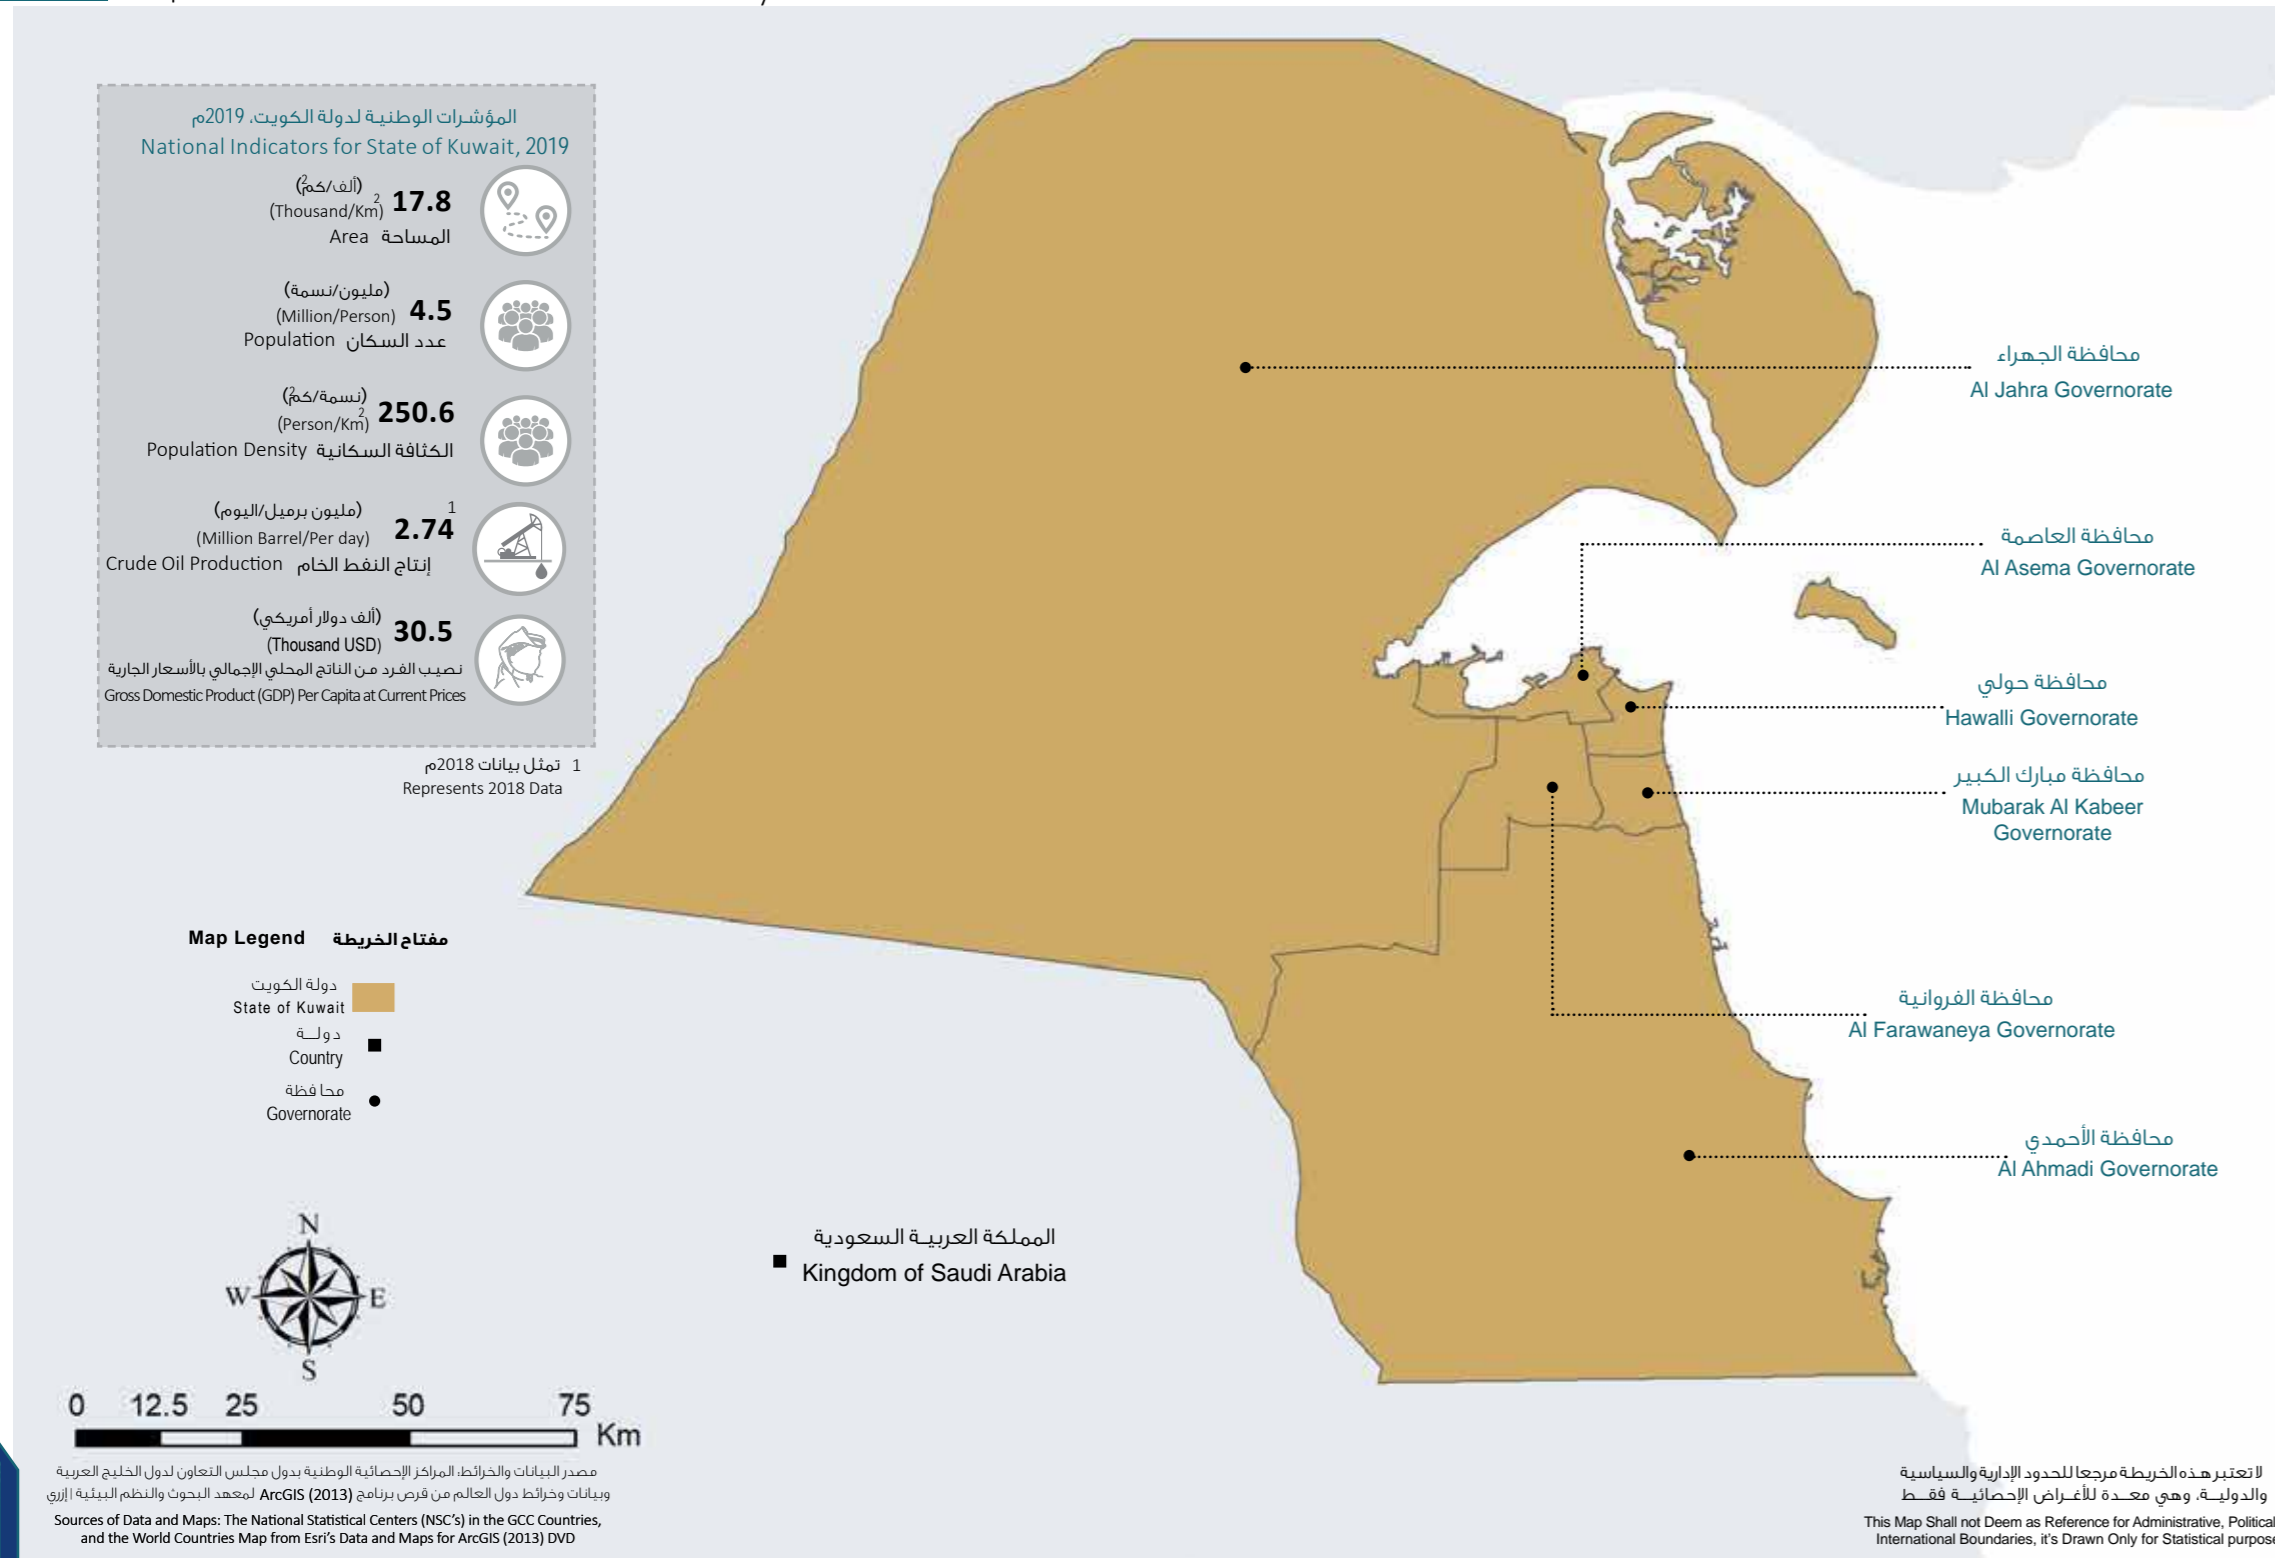 المؤشرات الوطنية لدولة الكويت، 2019م
National Indicators for State of Kuwait, 2019
(ألف/كم2)
(Thousand/Km2) 17.8
Area المساحة
(مليون/نسمة)
(Million/Person) 4.5
Population عدد السكان
(نسمة/كم2)
(Person/Km2) 250.6
Population Density الكثافة السكانية
(مليون برميل/اليوم)
(Million Barrel/Per day) 2.74 1
Crude Oil Production إنتاج النفط الخام
(ألف دولار أمريكي)
(Thousand USD) 30.5
نصيب الفرد من الناتج المحلي الإجمالي بالأسعار الجارية
Gross Domestic Product (GDP) Per Capita at Current Prices
1 تمثل بيانات 2018م
Represents 2018 Data
محافظة الجهراء
Al Jahra Governorate
محافظة العاصمة
Al Asema Governorate
محافظة حولي
Hawalli Governorate
محافظة مبارك الكبير
Mubarak Al Kabeer
Governorate
محافظة الفروانية
Al Farawaneya Governorate
محافظة الأحمدي
Al Ahmadi Governorate
Map Legend مفتاح الخريطة
دولة الكويت
State of Kuwait
دولـــة
Country
محافظة
Governorate
المملكة العربيــة السعودية
Kingdom of Saudi Arabia
N
W E
S
0 12.5 25 50 75
Km
مصدر البيانات والخرائط: المراكز الإحصائية الوطنية بدول مجلس التعاون لدول الخليج العربية
وبيانات وخرائط دول العالم من قرص برنامج ArcGIS (2013) لمعهد البحوث والنظم البيئية | إزري
Sources of Data and Maps: The National Statistical Centers (NSC's) in the GCC Countries,
and the World Countries Map from Esri's Data and Maps for ArcGIS (2013) DVD
لا تعتبر هـذه الخريطـة مرجعا للحدود الإدارية والسياسية
والدوليــة، وهي معــدة للأغــراض الإحصائيــة فقــط
This Map Shall not Deem as Reference for Administrative, Political
International Boundaries, it's Drawn Only for Statistical purpose